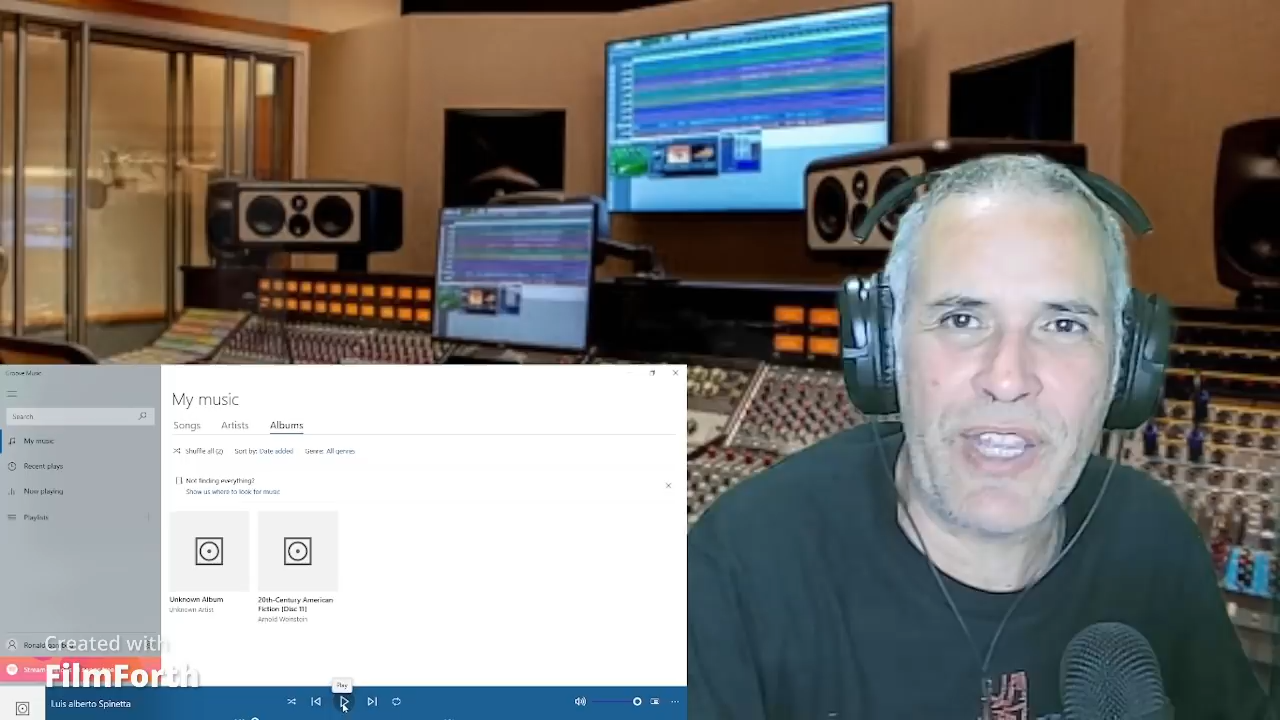 Groove Music
My music
Search
Songs Artists Albums
My music
Shuffle all (2) Sort by: Date added Genre: All genres
Recent plays
Not finding everything?
Show us where to look for music
Now playing
Playlists
Unknown Album
Unknown Artist
20th-Century American
Fiction (Disc 11)
Arnold Weinstein
Created with
Stream
FilmForth
Play
Luis alberto Spinetta